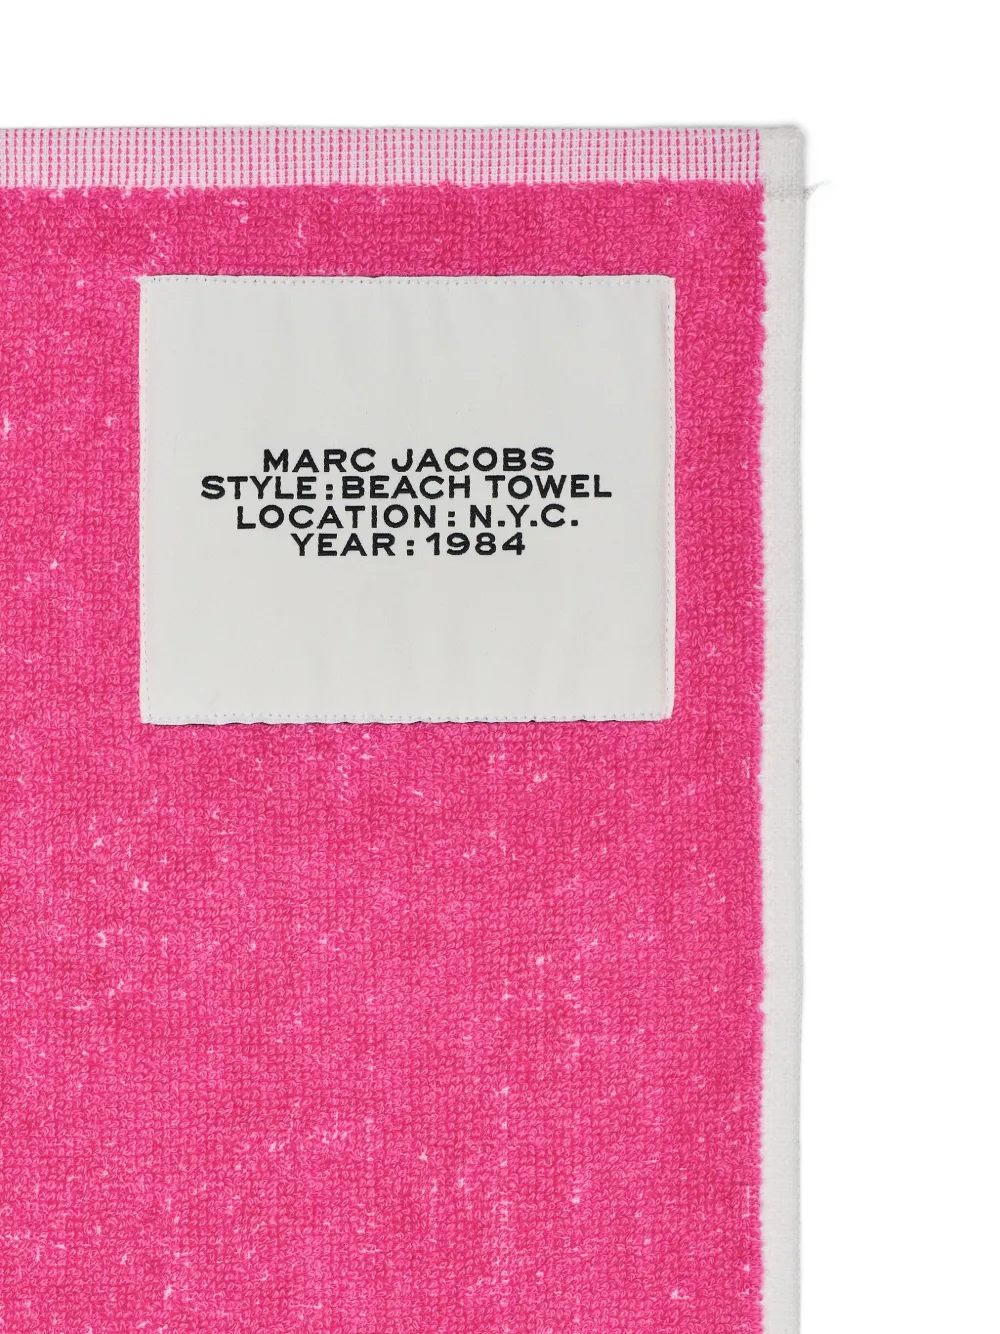 MARC JACOBS
STYLE:BEACH TOWEL
LOCATION: N.Y.C.
YEAR:1984